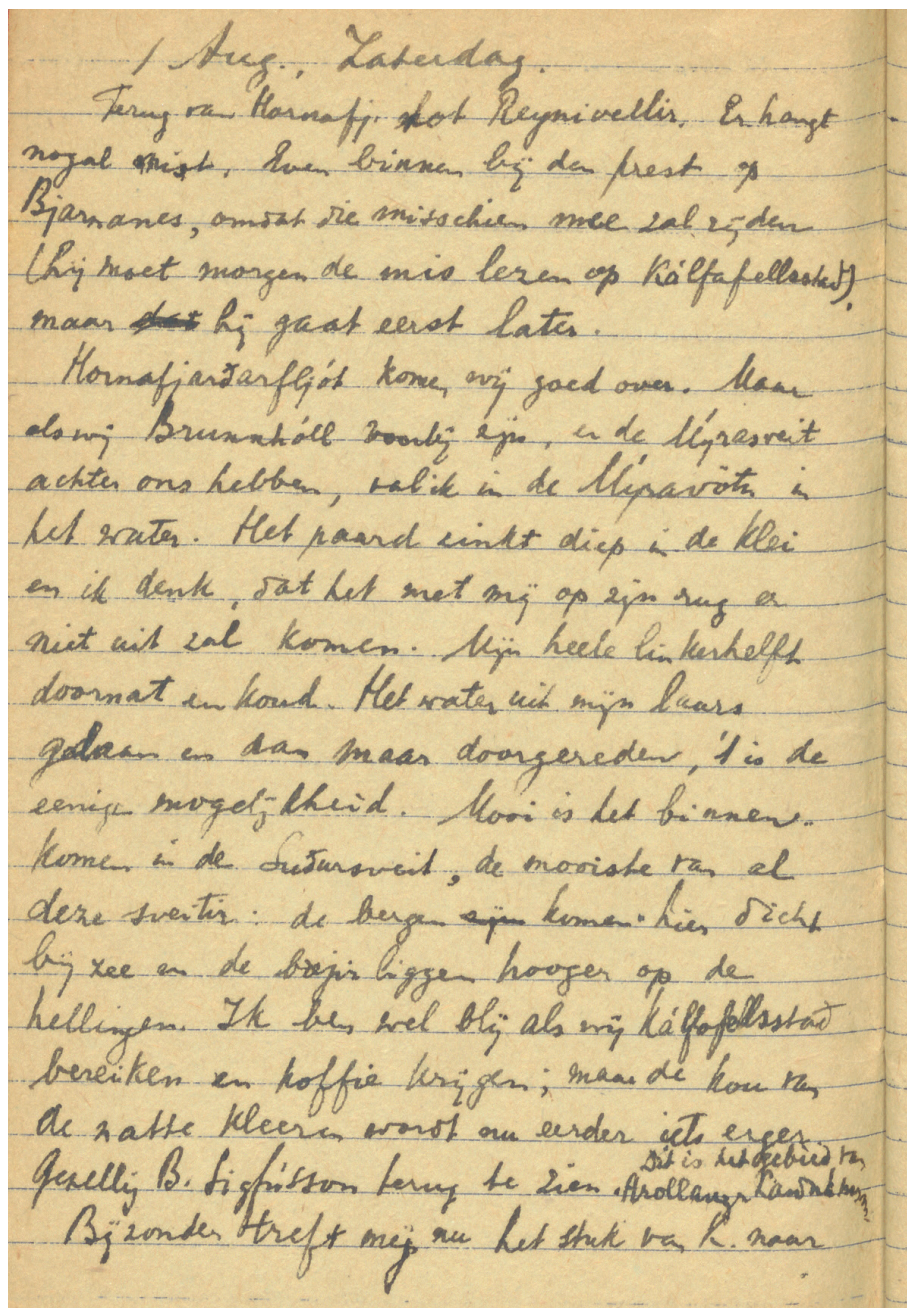 1 Aug., Zaterdag.
Terug van Hornafj. tot Reynivellir. Er hangt
nogal mist. Even binnen bij den prest op
Bjarnanes, omdat die misschien mee zal rijden
(hij moet morgen de mis lezen op Kálfafellsstað),
maar dat hij gaat eerst later.
Hornafjarðarfljót komen wij goed over. Maar
als wij Brunnhóll voorbij zijn, en de Mýrasveit
achter ons hebben, val ik in de Mýravötn in
het water. Het paard zinkt diep in de klei
en ik denk, dat het met mij op zijn rug er
niet uit zal komen. Mijn heele linkerhelft
doornat en koud. Het water uit mijn laars
gelaan en dan maar doorgereden, 't is de
eenige mogelijkheid. Mooi is het binnen-
komen in de Suðursveit, de mooiste van al
deze sveitir: de bergen zijn komen hier dicht
bij zee en de bæjir liggen hooger op de
hellingen. Ik ben wel blij als wij Kálfafellsstað
bereiken en koffie krijgen; maar de kou van
de natte kleeren wordt nu eerder iets erger
Gezellig B. Sigfússon terug te zien. Dit is het gebied van
Hrollaugr Landnáms
Bijzonder treft mij nu het stuk van K. naar